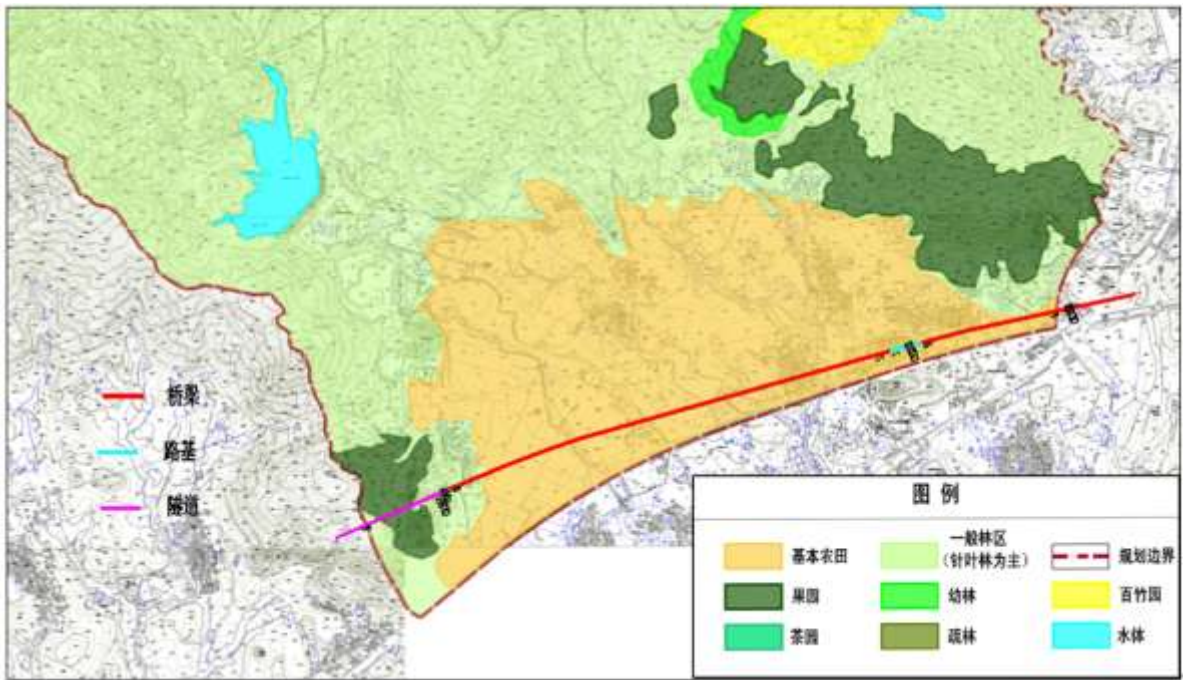 桥梁
路基
隧道
图 例
基本农田
一般林区
（针叶林为主）
规划边界
果园
幼林
百竹园
茶园
疏林
水体